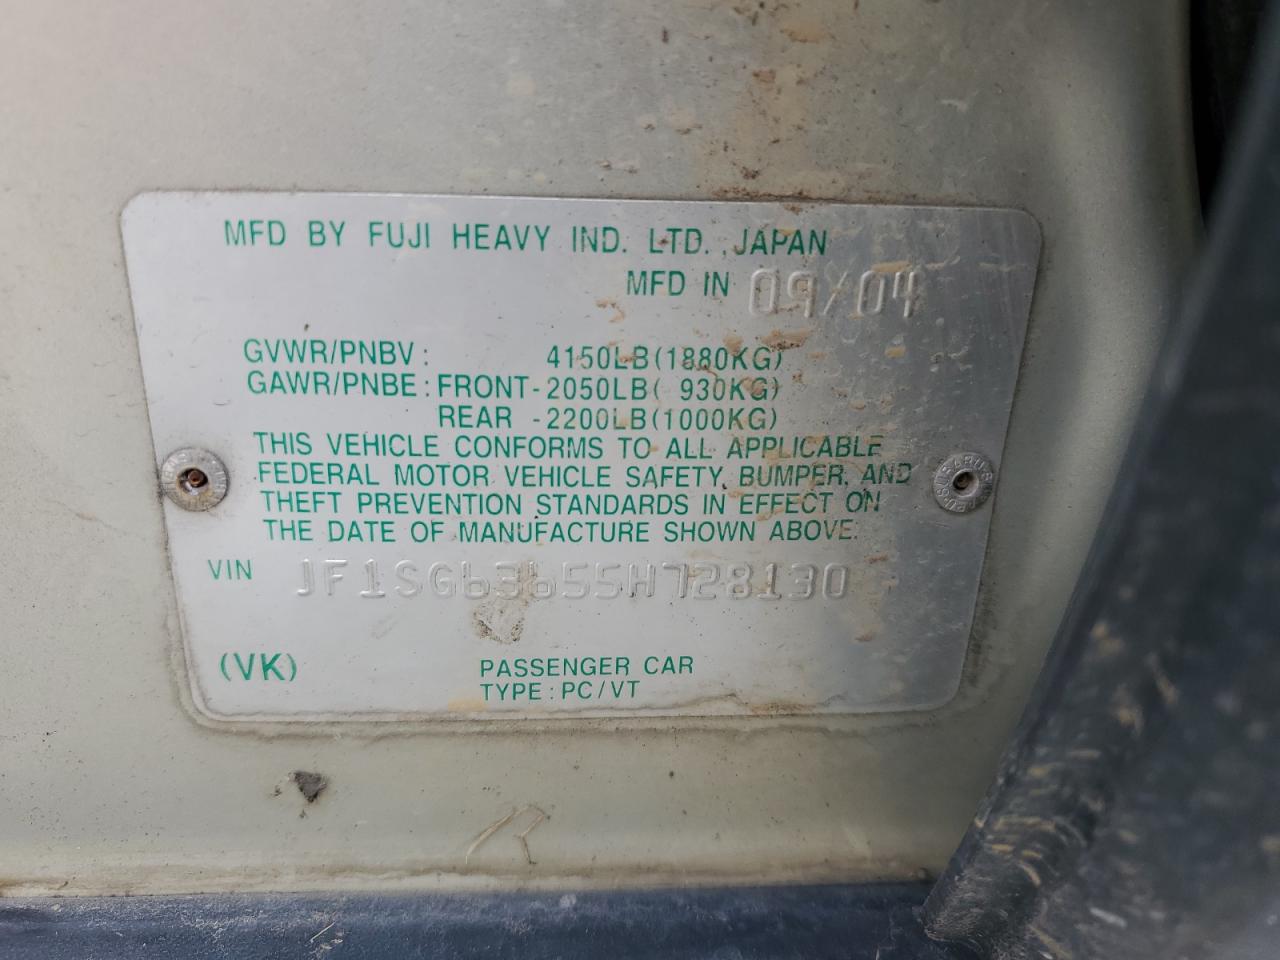 MFD BY FUJI HEAVY IND. LTD. ,JAPAN
MFD IN 09/04
GVWR/PNBV : 4150LB(1880KG)
GAWR/PNBE : FRONT-2050LB( 930KG)
REAR -2200LB(1000KG)
THIS VEHICLE CONFORMS TO ALL APPLICABLE
FEDERAL MOTOR VEHICLE SAFETY, BUMPER, AND
THEFT PREVENTION STANDARDS IN EFFECT ON
THE DATE OF MANUFACTURE SHOWN ABOVE.
VIN JF1SG63655H728130
(VK)
PASSENGER CAR
TYPE : PC/VT
SUBARU